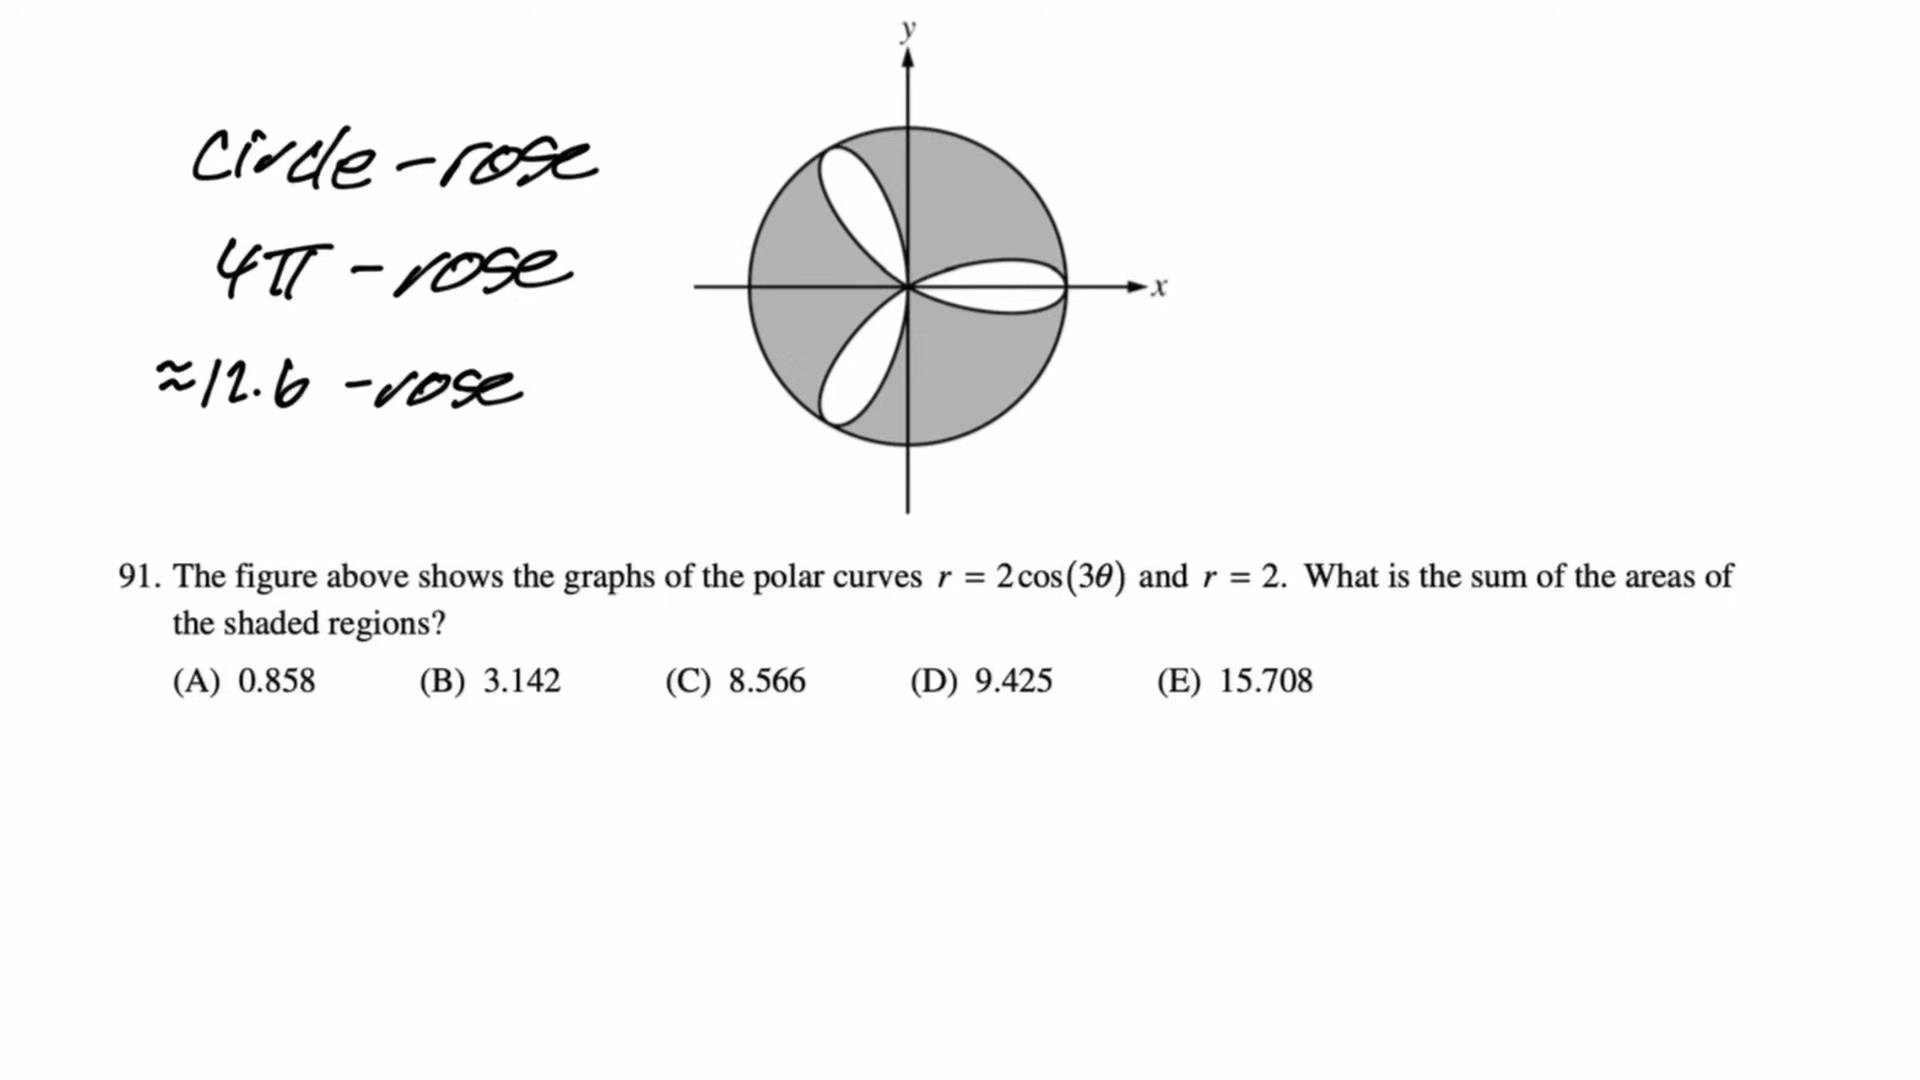 y
circle - rose
4π - rose
≈12.6 - rose
x
91. The figure above shows the graphs of the polar curves r = 2cos(3θ) and r = 2. What is the sum of the areas of
the shaded regions?
(A) 0.858 (B) 3.142 (C) 8.566 (D) 9.425 (E) 15.708